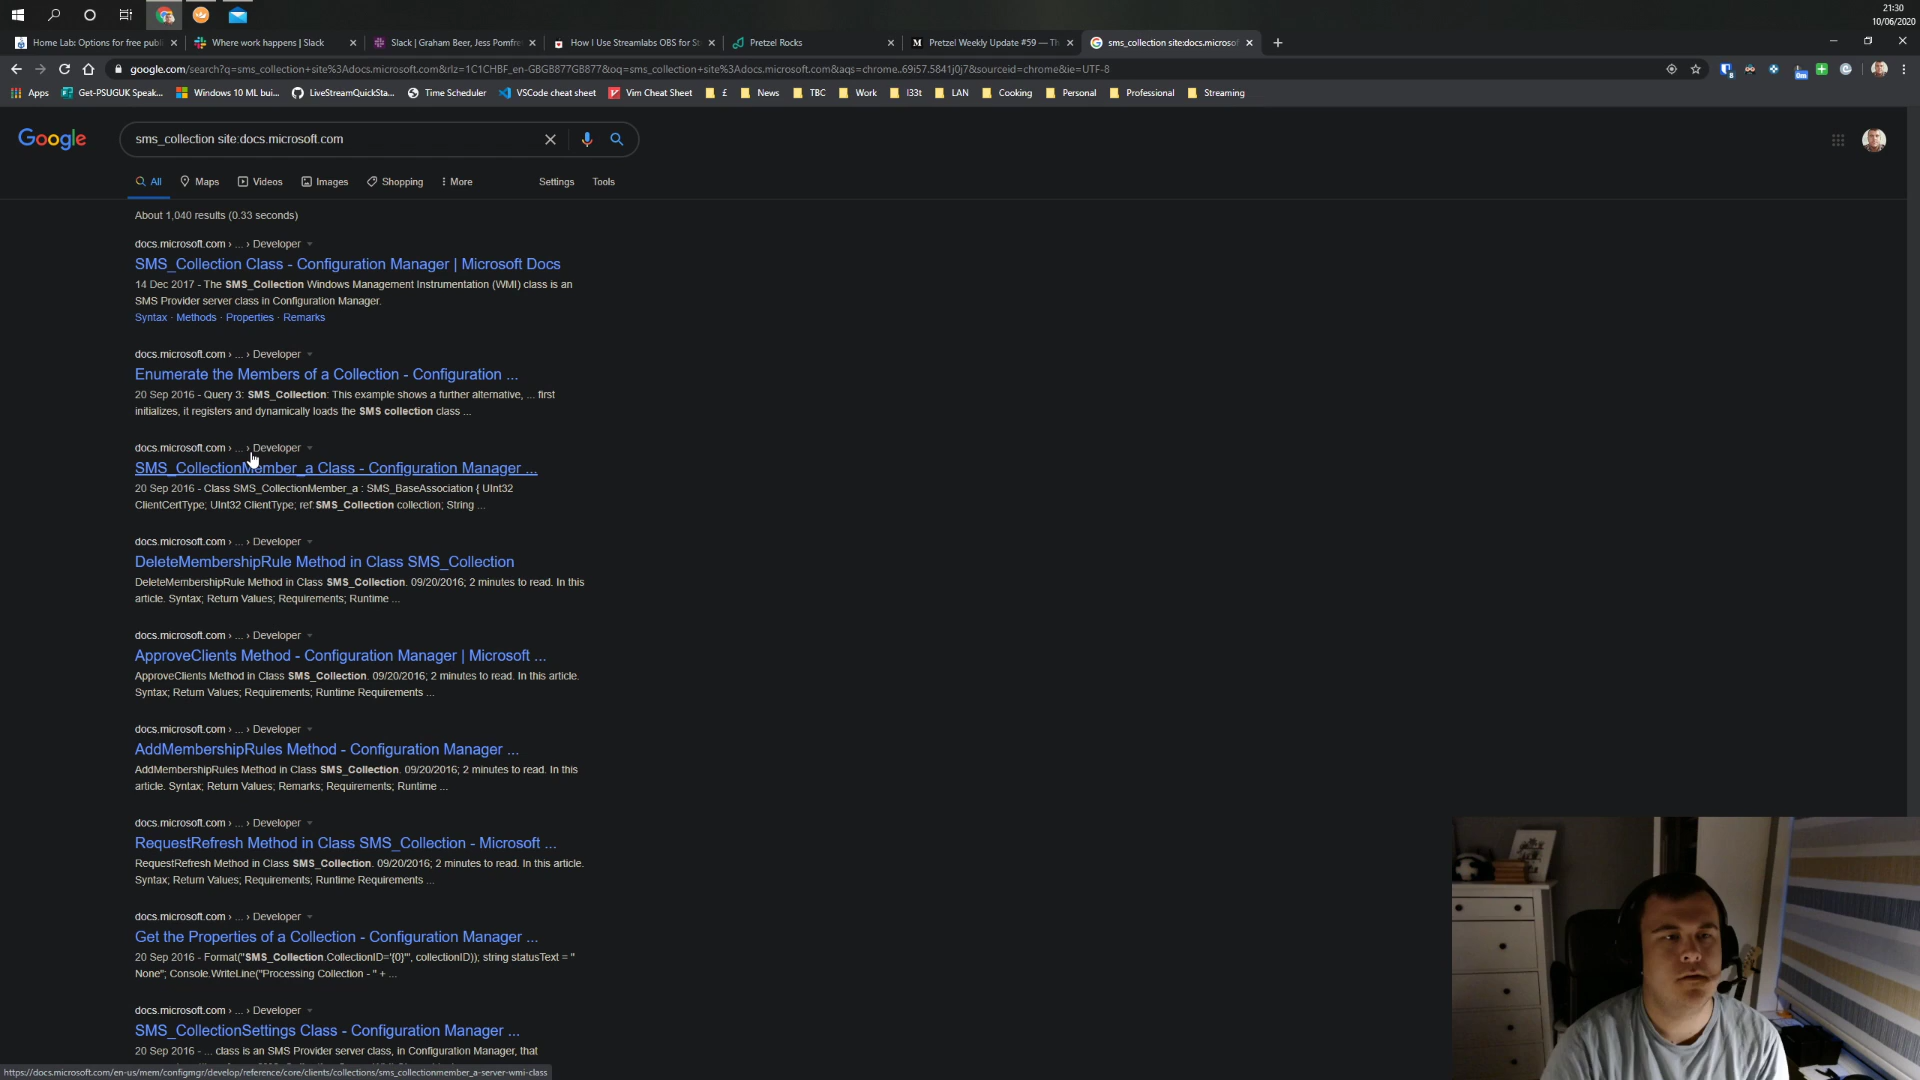 21:30
10/06/2020
Home Lab: Options for free publ
Where work happens | Slack
Slack | Graham Beer, Jess Pomfre
How I Use Streamlabs OBS for St
Pretzel Rocks
Pretzel Weekly Update #59 — Th
sms_collection site:docs.microsof
google.com/search?q=sms_collection+site%3Adocs.microsoft.com&rlz=1C1CHBF_en-GBGB877GB877&oq=sms_collection+site%3Adocs.microsoft.com&aqs=chrome..69i57.5841j0j7&sourceid=chrome&ie=UTF-8
Apps
Get-PSUGUK Speak...
Windows 10 ML bui...
LiveStreamQuickSta...
Time Scheduler
VSCode cheat sheet
Vim Cheat Sheet
£
News
TBC
Work
l33t
LAN
Cooking
Personal
Professional
Streaming
Google
sms_collection site:docs.microsoft.com
All
Maps
Videos
Images
Shopping
More
Settings
Tools
About 1,040 results (0.33 seconds)
docs.microsoft.com › ... › Developer
SMS_Collection Class - Configuration Manager | Microsoft Docs
14 Dec 2017 - The SMS_Collection Windows Management Instrumentation (WMI) class is an
SMS Provider server class in Configuration Manager.
Syntax · Methods · Properties · Remarks
docs.microsoft.com › ... › Developer
Enumerate the Members of a Collection - Configuration ...
20 Sep 2016 - Query 3: SMS_Collection: This example shows a further alternative, ... first
initializes, it registers and dynamically loads the SMS collection class ...
docs.microsoft.com › ... › Developer
SMS_CollectionMember_a Class - Configuration Manager ...
20 Sep 2016 - Class SMS_CollectionMember_a : SMS_BaseAssociation { UInt32
ClientCertType; UInt32 ClientType; ref:SMS_Collection collection; String ...
docs.microsoft.com › ... › Developer
DeleteMembershipRule Method in Class SMS_Collection
DeleteMembershipRule Method in Class SMS_Collection. 09/20/2016; 2 minutes to read. In this
article. Syntax; Return Values; Requirements; Runtime ...
docs.microsoft.com › ... › Developer
ApproveClients Method - Configuration Manager | Microsoft ...
ApproveClients Method in Class SMS_Collection. 09/20/2016; 2 minutes to read. In this article.
Syntax; Return Values; Requirements; Runtime Requirements ...
docs.microsoft.com › ... › Developer
AddMembershipRules Method - Configuration Manager ...
AddMembershipRules Method in Class SMS_Collection. 09/20/2016; 2 minutes to read. In this
article. Syntax; Return Values; Remarks; Requirements; Runtime ...
docs.microsoft.com › ... › Developer
RequestRefresh Method in Class SMS_Collection - Microsoft ...
RequestRefresh Method in Class SMS_Collection. 09/20/2016; 2 minutes to read. In this article.
Syntax; Return Values; Requirements; Runtime Requirements ...
docs.microsoft.com › ... › Developer
Get the Properties of a Collection - Configuration Manager ...
20 Sep 2016 - Format("SMS_Collection.CollectionID='{0}'", collectionID)); string statusText = "
None"; Console.WriteLine("Processing Collection - " + ...
docs.microsoft.com › ... › Developer
SMS_CollectionSettings Class - Configuration Manager ...
20 Sep 2016 - ... class is an SMS Provider server class, in Configuration Manager, that
https://docs.microsoft.com/en-us/mem/configmgr/develop/reference/core/clients/collections/sms_collectionmember_a-server-wmi-class